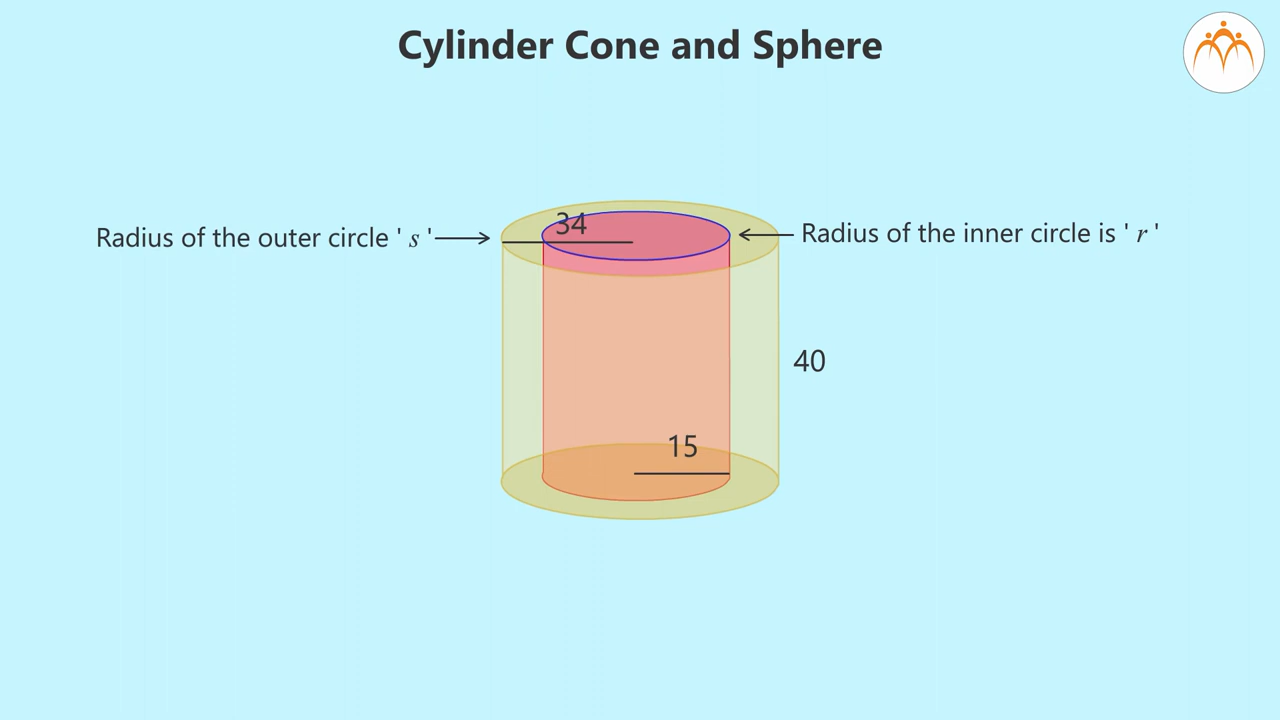 Cylinder Cone and Sphere
34
Radius of the outer circle ' s '
Radius of the inner circle is ' r '
40
15